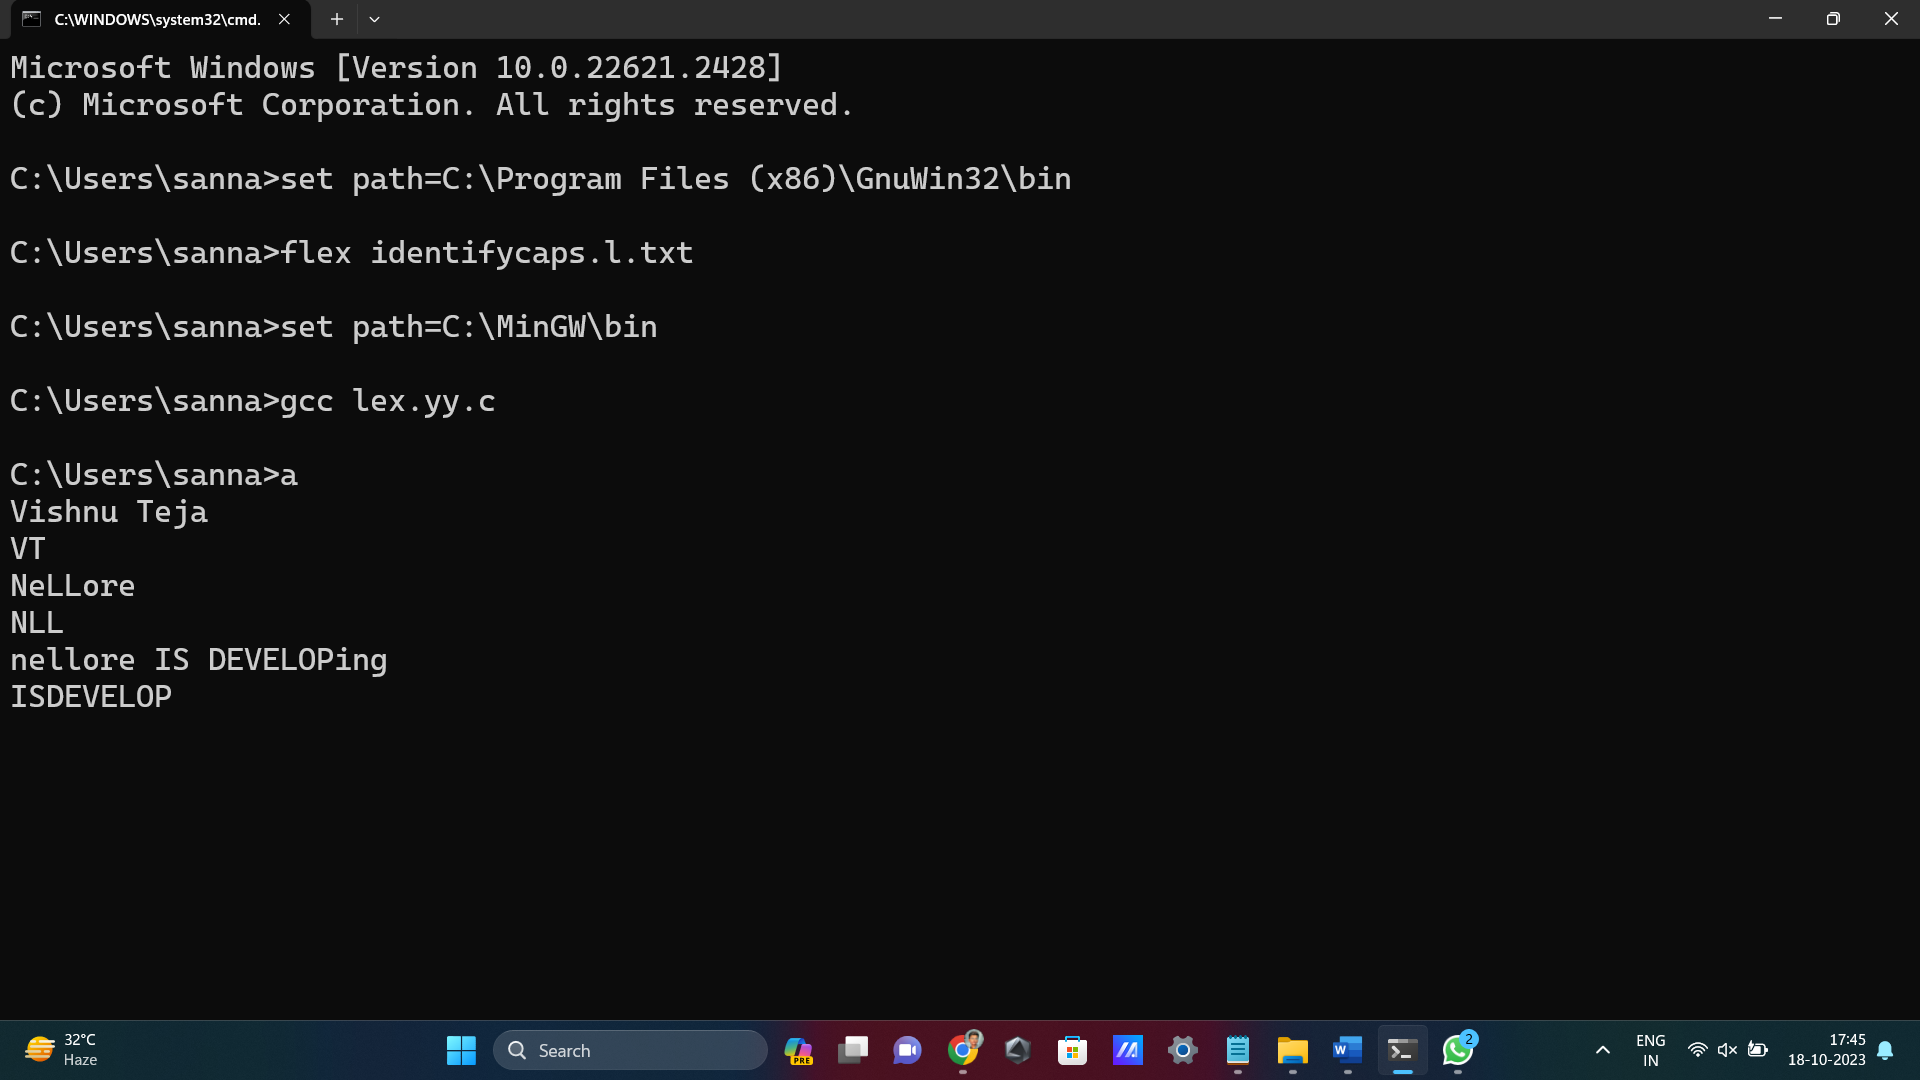 C:\WINDOWS\system32\cmd.
Microsoft Windows [Version 10.0.22621.2428]
(c) Microsoft Corporation. All rights reserved.
C:\Users\sanna>set path=C:\Program Files (x86)\GnuWin32\bin
C:\Users\sanna>flex identifycaps.l.txt
C:\Users\sanna>set path=C:\MinGW\bin
C:\Users\sanna>gcc lex.yy.c
C:\Users\sanna>a
Vishnu Teja
VT
NeLLore
NLL
nellore IS DEVELOPing
ISDEVELOP
32°C
Haze
Search
PRE
W
2
ENG
IN
17:45
18-10-2023